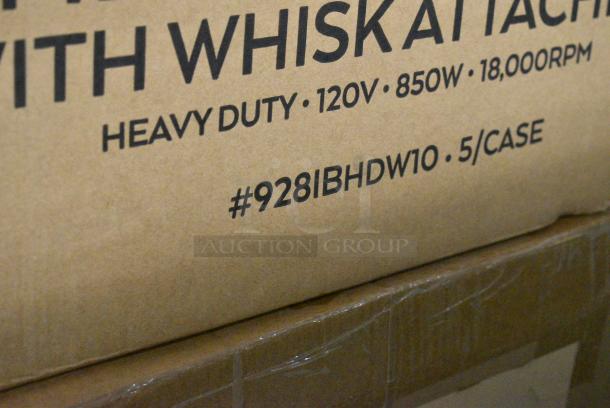 WITH WHISK ATTACH
HEAVY DUTY · 120V · 850W · 18,000RPM
#928IBHDW10 · 5/CASE
AUCTION GROUP